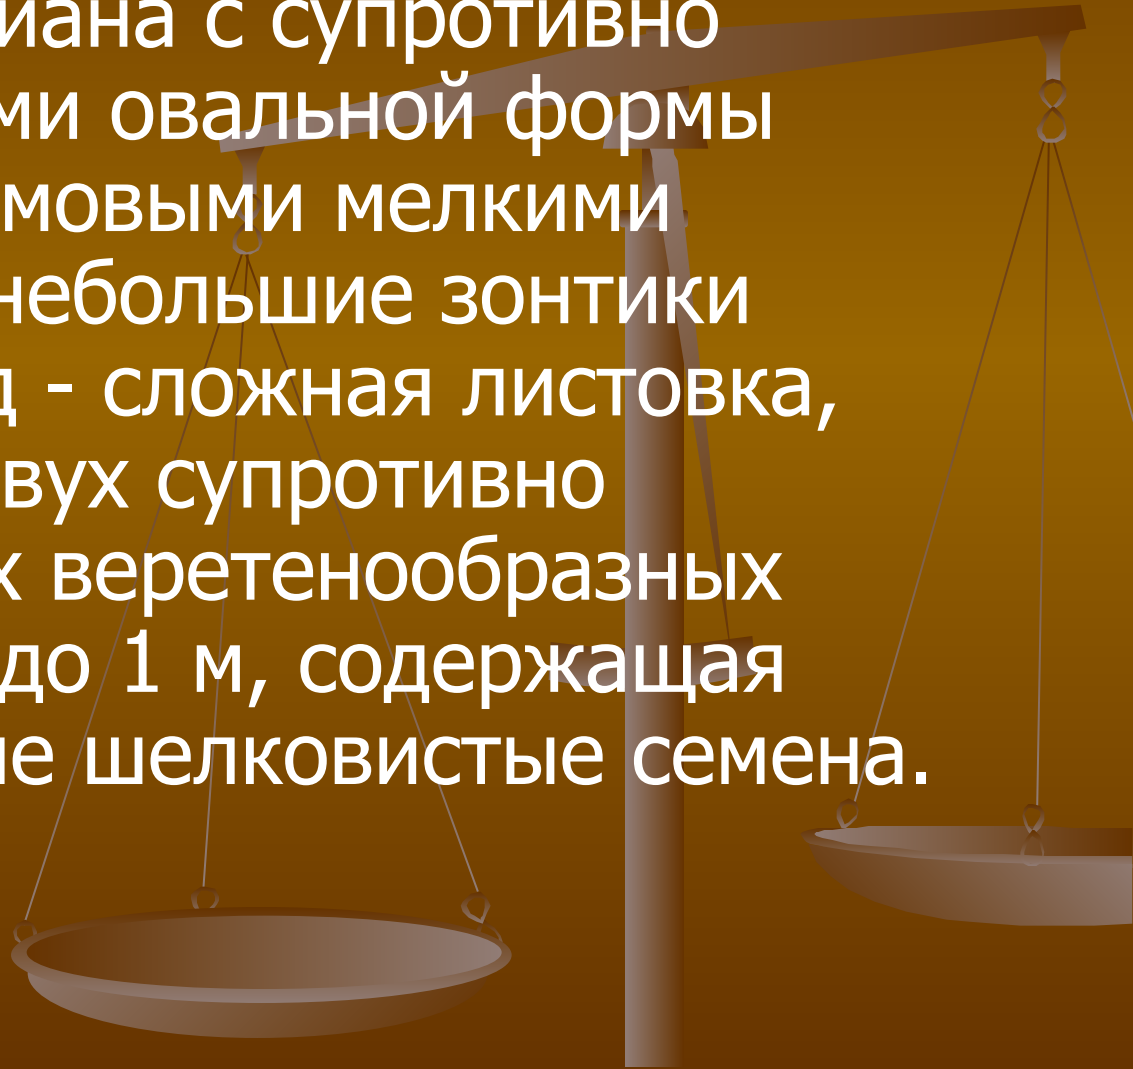 иана с супротивно
ми овальной формы
мовыми мелкими
небольшие зонтики
д - сложная листовка,
вух супротивно
х веретенообразных
до 1 м, содержащая
ые шелковистые семена.